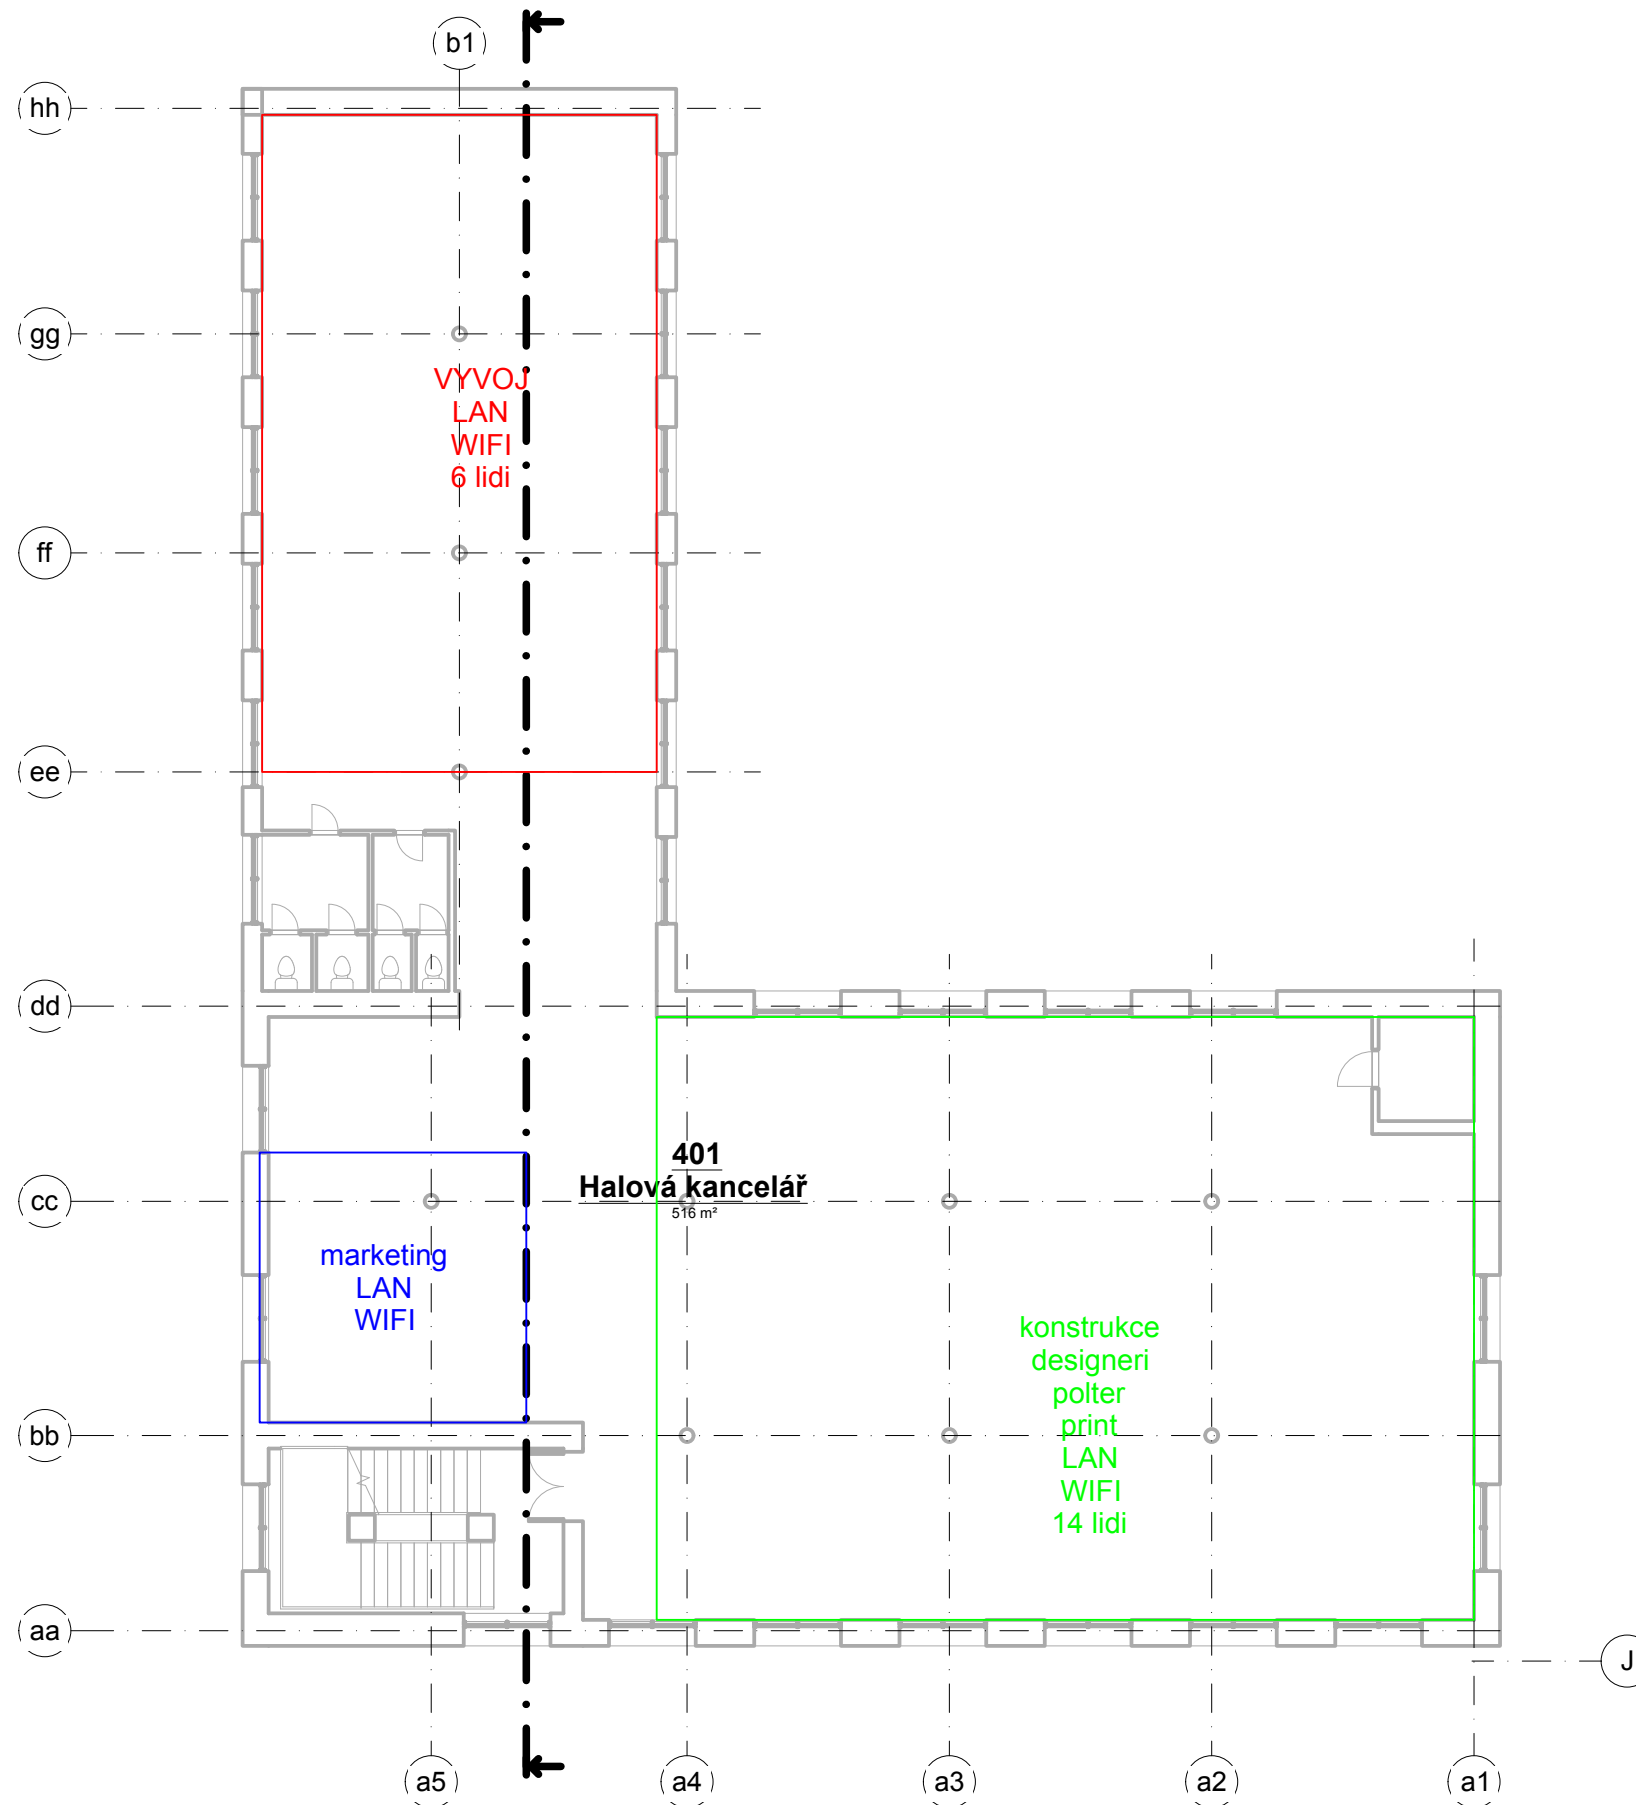 b1
hh
gg
VYVOJ
LAN
WIFI
6 lidi
ff
ee
dd
401
Halová kancelář
516 m²
cc
marketing
LAN
WIFI
konstrukce
designeri
polter
print
LAN
WIFI
14 lidi
bb
aa
J
a5
a4
a3
a2
a1